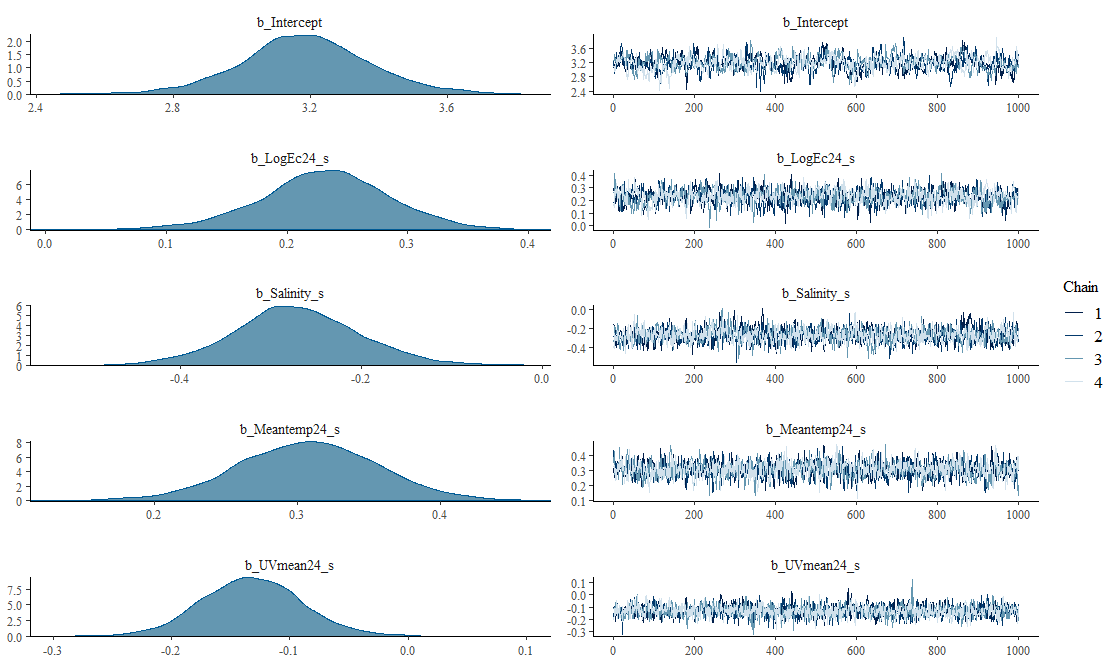 b_Intercept
2.0
1.5
1.0
0.5
0.0
2.4 2.8 3.2 3.6
b_Intercept
3.6
3.2
2.8
2.4
0 200 400 600 800 1000
b_LogEc24_s
6
4
2
0
0.0 0.1 0.2 0.3 0.4
b_LogEc24_s
0.4
0.3
0.2
0.1
0.0
0 200 400 600 800 1000
b_Salinity_s
6
5
4
3
2
1
0
-0.4 -0.2 0.0
b_Salinity_s
0.0
-0.2
-0.4
0 200 400 600 800 1000
b_Meantemp24_s
8
6
4
2
0
0.2 0.3 0.4
b_Meantemp24_s
0.4
0.3
0.2
0.1
0 200 400 600 800 1000
b_UVmean24_s
7.5
5.0
2.5
0.0
-0.3 -0.2 -0.1 0.0 0.1
b_UVmean24_s
0.1
0.0
-0.1
-0.2
-0.3
0 200 400 600 800 1000
Chain
1
2
3
4